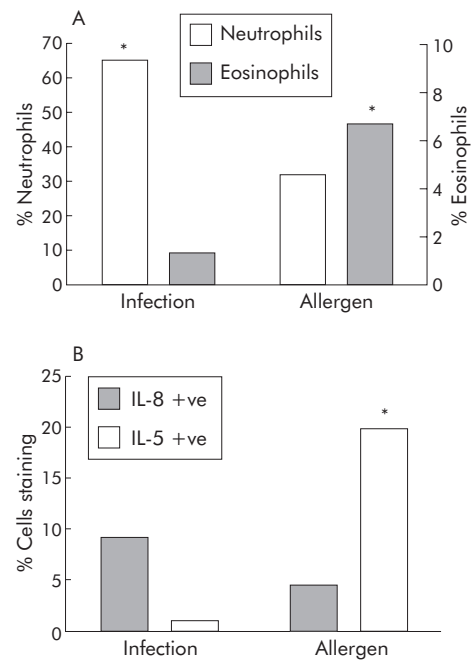 A
Neutrophils
Eosinophils
% Neutrophils
70
60
50
40
30
20
10
0
*
*
10
8
6
4
2
0
% Eosinophils
Infection
Allergen
B
IL-8 +ve
IL-5 +ve
% Cells staining
25
20
15
10
5
0
*
Infection
Allergen